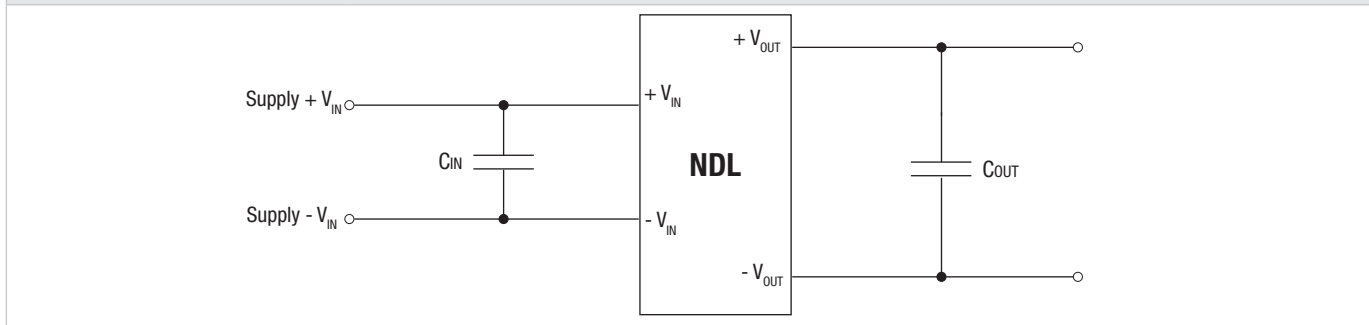 + VOUT
Supply + VIN
+ VIN
CIN
NDL
COUT
Supply - VIN
- VIN
- VOUT